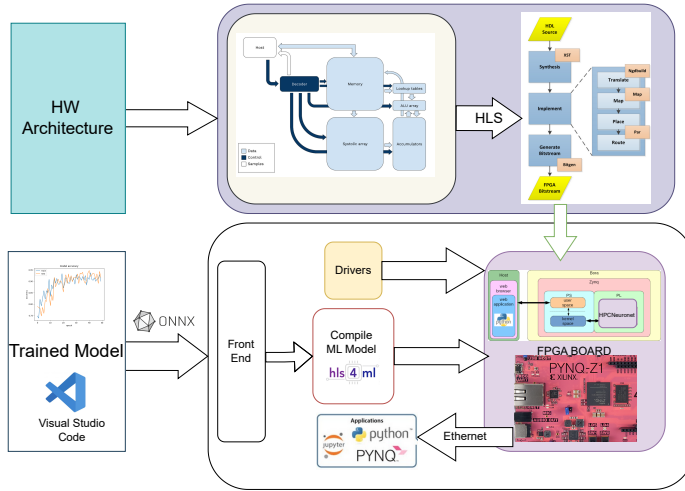 HW
Architecture
Host
Decoder
Memory
Lookup tables
ALU array
Systolic array
Accumulators
Data
Control
Samples
HLS
HDL
Source
XST
Synthesis
Implement
Generate
Bitstream
Bitgen
FPGA
Bitstream
Ngdbuild
Translate
Map
Map
Place
Par
Route
Trained Model
Visual Studio
Code
ONNX
Front
End
Drivers
Compile
ML Model
hls 4 ml
Applications
jupyter
python
PYNQ
Ethernet
Host
web
browser
web
application
python
Zynq
PS
user
space
kernel
space
PL
HPCNeuronet
FPGA BOARD
PYNQ-Z1
XILINX